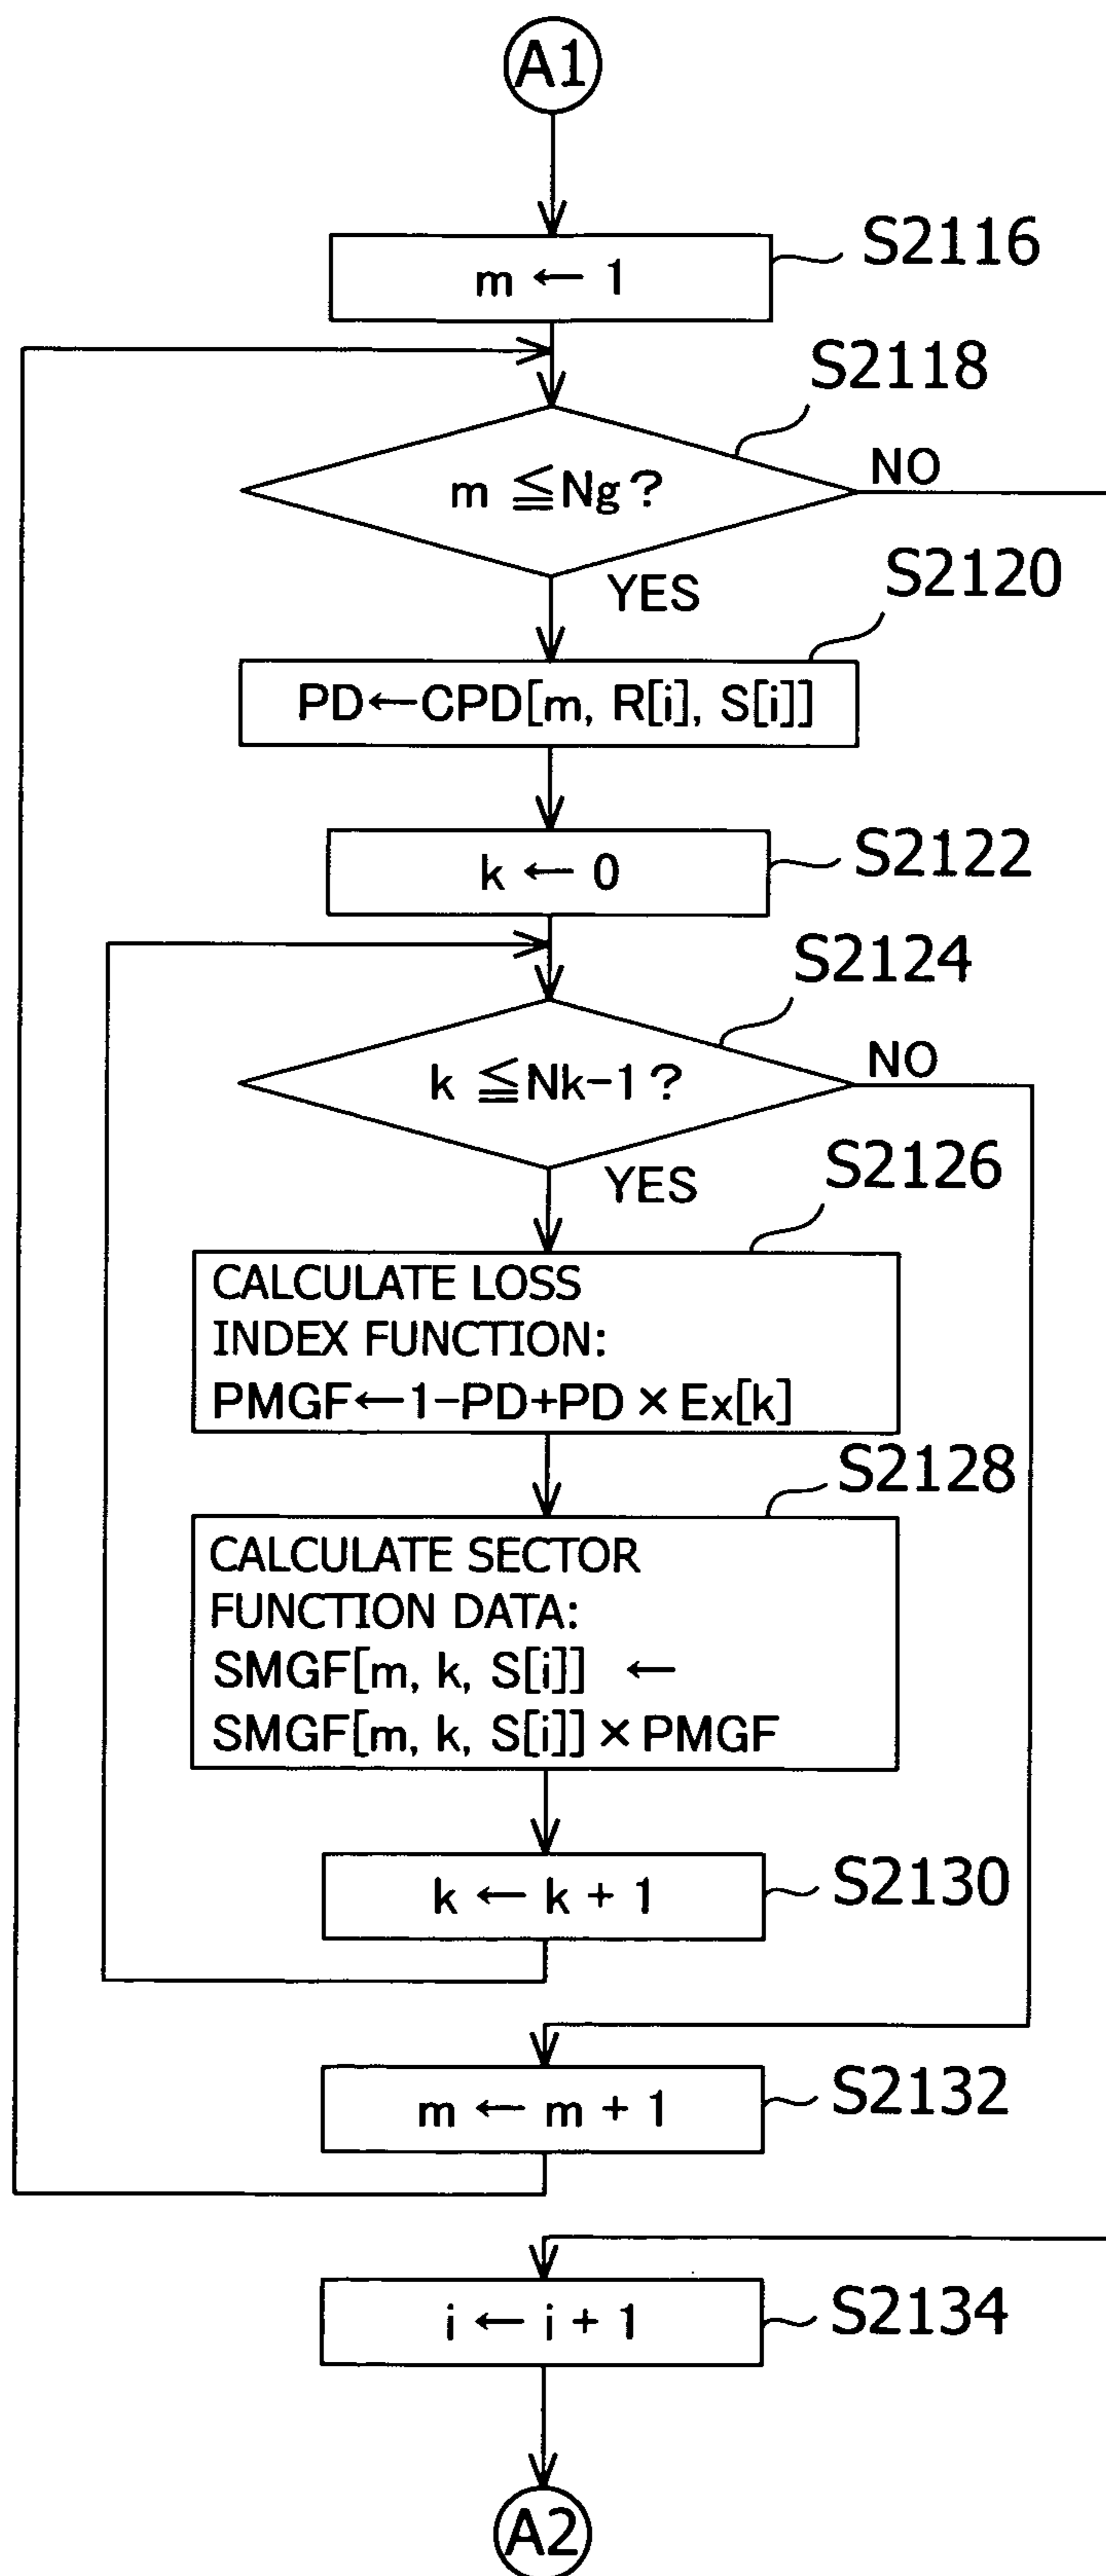 A1
m ← 1
S2116
S2118
m ≦Ng?
NO
YES
S2120
PD←CPD[m, R[i], S[i]]
k ← 0
S2122
S2124
k ≦Nk-1?
NO
YES
S2126
CALCULATE LOSS
INDEX FUNCTION:
PMGF←1-PD+PD × Ex[k]
S2128
CALCULATE SECTOR
FUNCTION DATA:
SMGF[m, k, S[i]] ←
SMGF[m, k, S[i]] × PMGF
k ← k + 1
S2130
m ← m + 1
S2132
i ← i + 1
S2134
A2